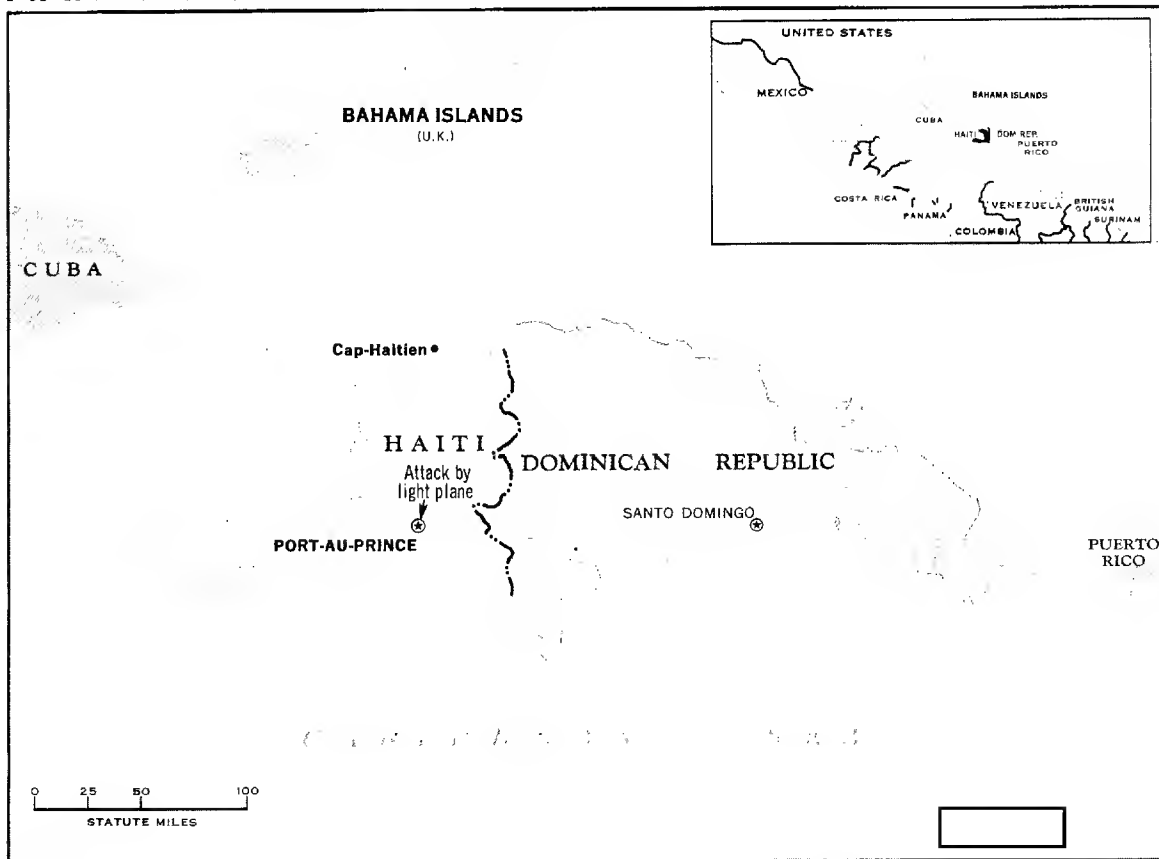 UNITED STATES
MEXICO
BAHAMA ISLANDS
CUBA
HAITI
DOM REP.
PUERTO
RICO
COSTA RICA
PANAMA
VENEZUELA
BRITISH
GUIANA
SURINAM
COLOMBIA
BAHAMA ISLANDS
(U.K.)
CUBA
Cap-Haitien
HAITI
DOMINICAN REPUBLIC
Attack by
light plane
SANTO DOMINGO
PORT-AU-PRINCE
PUERTO
RICO
0 25 50 100
STATUTE MILES